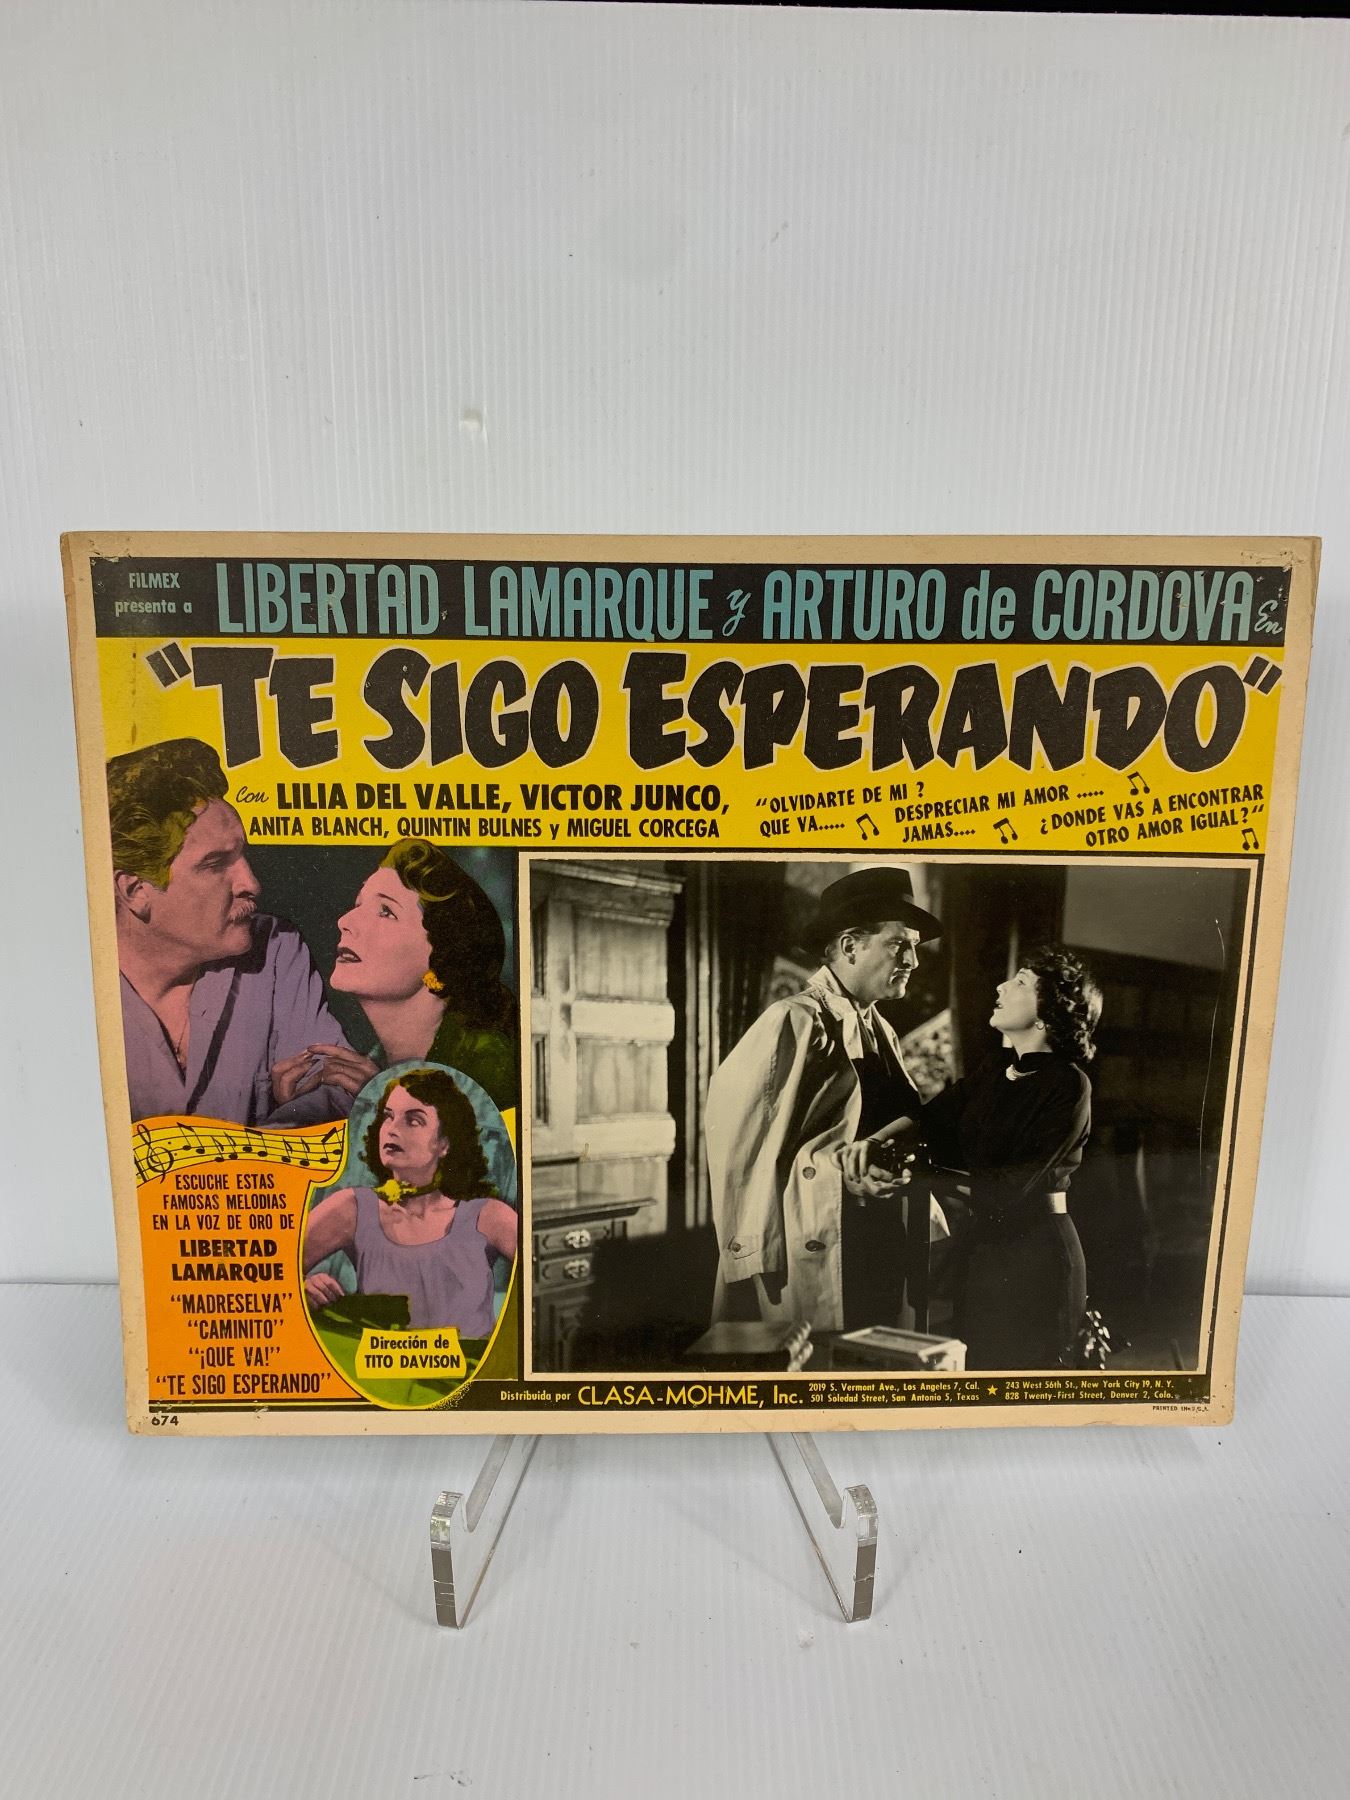 FILMEX
presenta a
LIBERTAD LAMARQUE y ARTURO de CORDOVA En
"TE SIGO ESPERANDO"
Con LILIA DEL VALLE, VICTOR JUNCO,
ANITA BLANCH, QUINTIN BULNES y MIGUEL CORCEGA
"OLVIDARTE DE MI ?
QUE VA.....
DESPRECIAR MI AMOR .....
JAMAS....
¿DONDE VAS A ENCONTRAR
OTRO AMOR IGUAL?"
ESCUCHE ESTAS
FAMOSAS MELODIAS
EN LA VOZ DE ORO DE
LIBERTAD
LAMARQUE
"MADRESELVA"
"CAMINITO"
"¡QUE VA!"
"TE SIGO ESPERANDO"
Dirección de
TITO DAVISON
Distribuida por CLASA-MOHME, Inc.
2019 S. Vermont Ave., Los Angeles 7, Cal.
501 Soledad Street, San Antonio 5, Texas
243 West 56th St., New York City 19, N. Y.
828 Twenty-First Street, Denver 2, Colo.
674
PRINTED IN U.S.A.